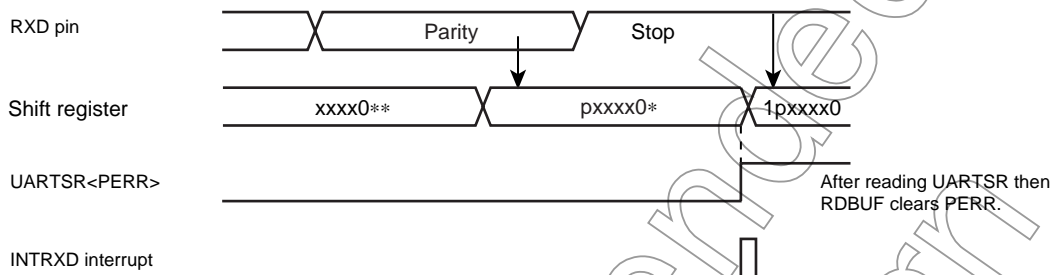 RXD pin
Parity
Stop
Shift register
xxxx0**
pxxxx0*
1pxxxx0
UARTSR<PERR>
After reading UARTSR then
RDBUF clears PERR.
INTRXD interrupt